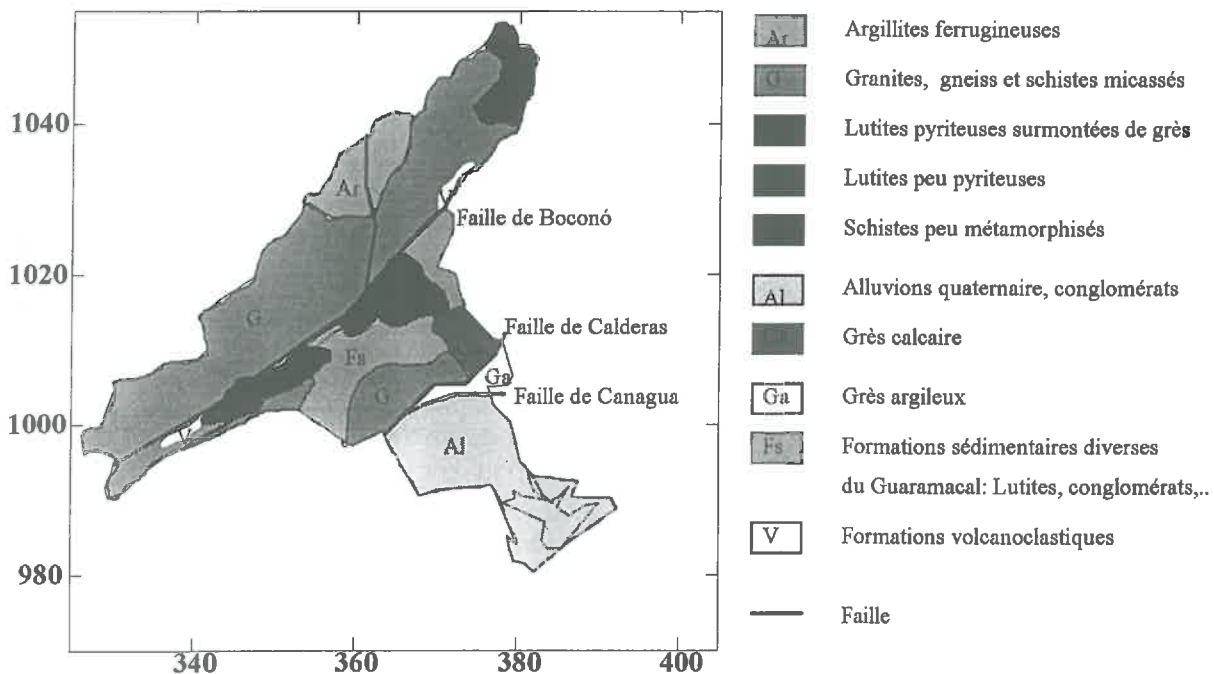 1040
1020
1000
980
340
360
380
400
Ar
V
Faille de Boconó
G
Faille de Calderas
Fs
Ga
G
Faille de Canagua
V
Al
Ar Argillites ferrugineuses
Granites, gneiss et schistes micassés
Lutites pyriteuses surmontées de grès
Lutites peu pyriteuses
Schistes peu métamorphisés
Al Alluvions quaternaire, conglomérats
Grès calcaire
Ga Grès argileux
Fs Formations sédimentaires diverses
du Guaramacal: Lutites, conglomérats,..
V Formations volcanoclastiques
Faille